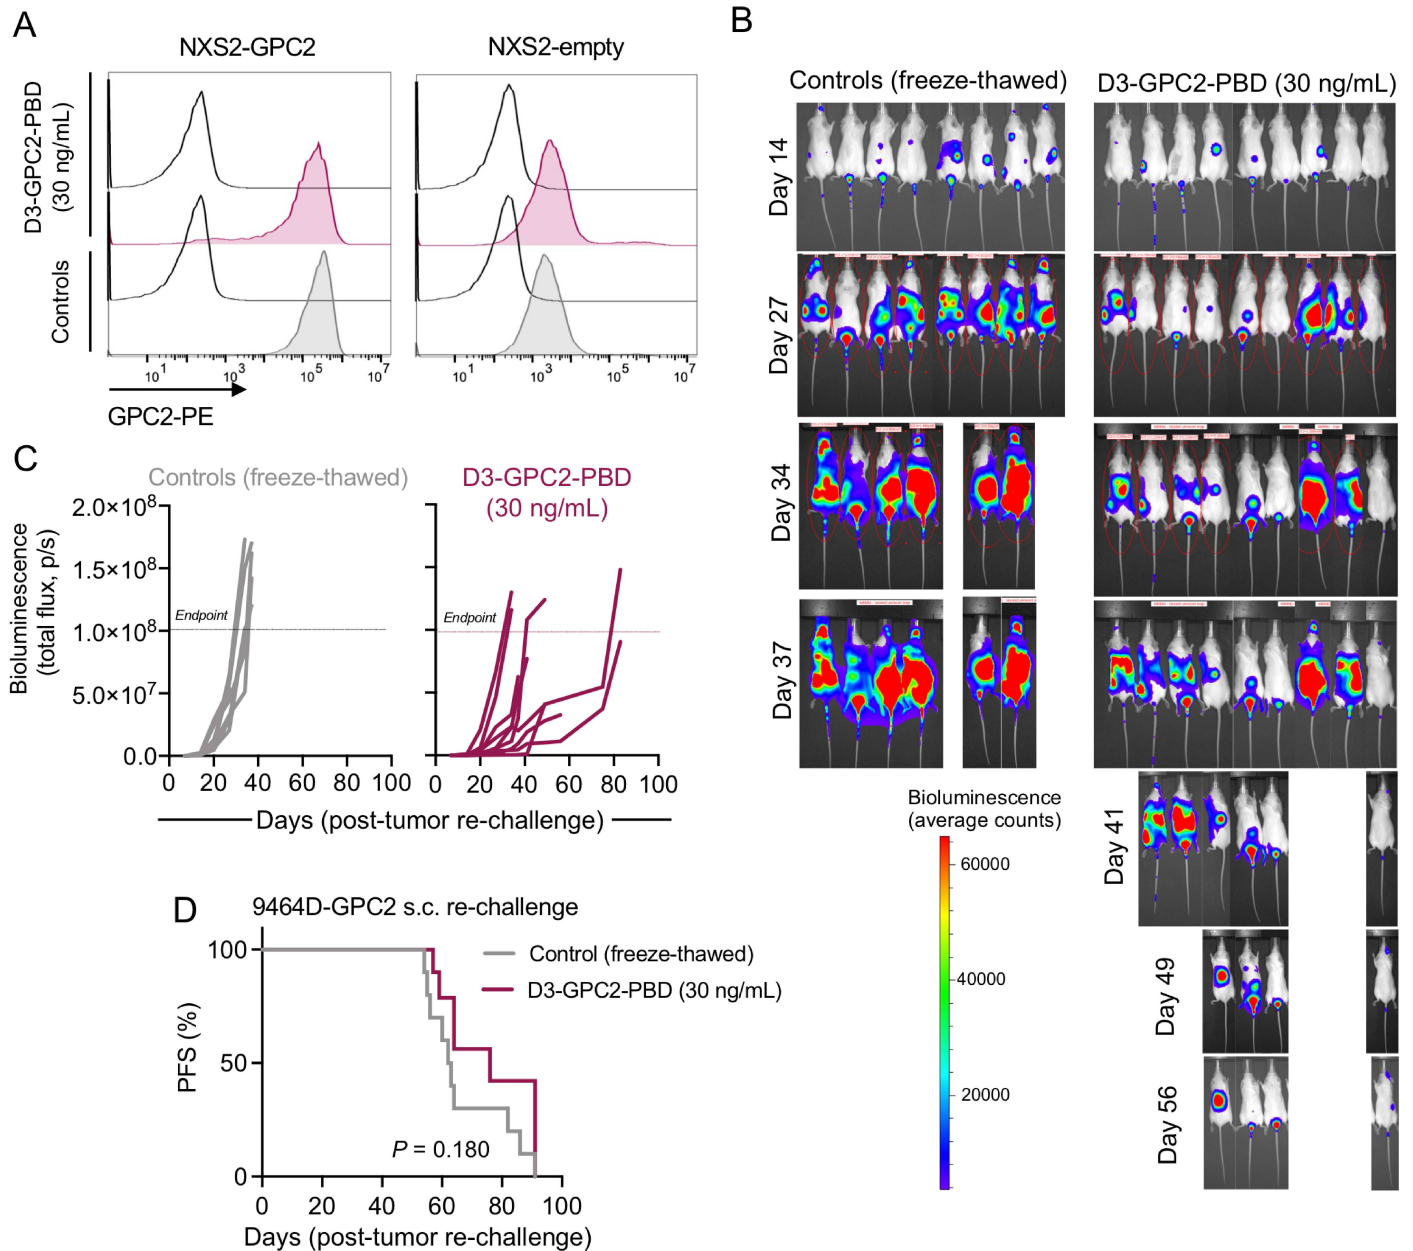 A
NXS2-GPC2
NXS2-empty
D3-GPC2-PBD
(30 ng/mL)
Controls
10¹ 10³ 10⁵ 10⁷
10¹ 10³ 10⁵ 10⁷
GPC2-PE
B
Controls (freeze-thawed)
D3-GPC2-PBD (30 ng/mL)
Day 14
Day 27
Day 34
Day 37
Day 41
Day 49
Day 56
Bioluminescence
(average counts)
60000
40000
20000
C
Controls (freeze-thawed)
D3-GPC2-PBD
(30 ng/mL)
Bioluminescence
(total flux, p/s)
2.0×10⁸
1.5×10⁸
1.0×10⁸
5.0×10⁷
0.0
Endpoint
Endpoint
0 20 40 60 80 100
0 20 40 60 80 100
Days (post-tumor re-challenge)
D
9464D-GPC2 s.c. re-challenge
Control (freeze-thawed)
D3-GPC2-PBD (30 ng/mL)
PFS (%)
100
50
0
P = 0.180
0 20 40 60 80 100
Days (post-tumor re-challenge)